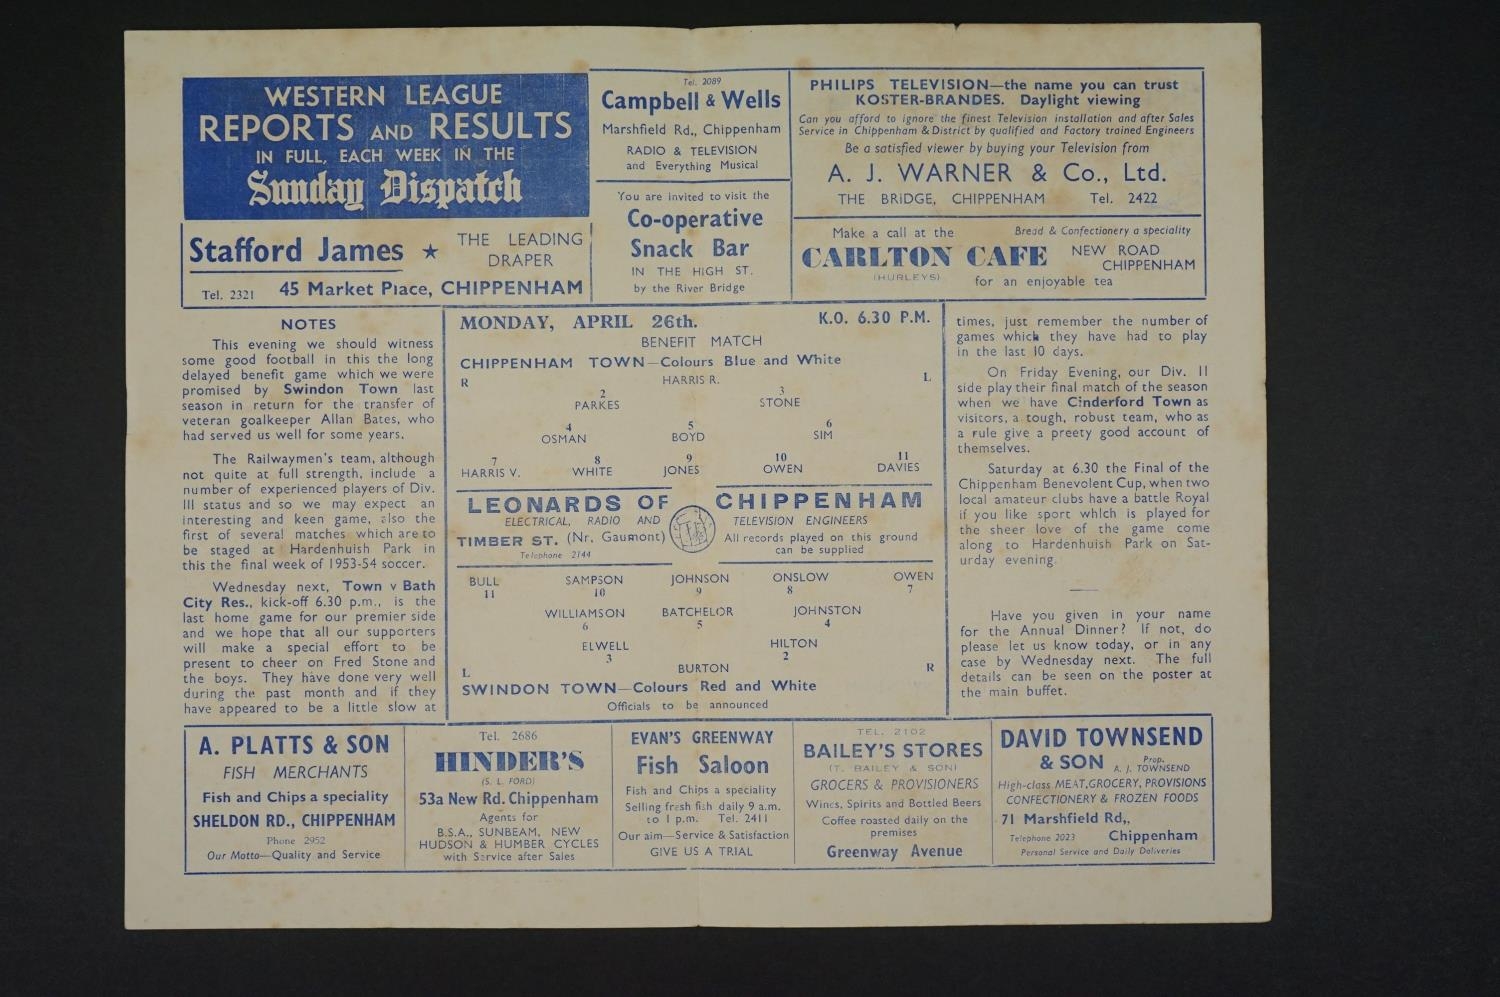 WESTERN LEAGUE
REPORTS AND RESULTS
IN FULL, EACH WEEK IN THE
Sunday Dispatch
Stafford James ★ THE LEADING
DRAPER
Tel. 2321 45 Market Place, CHIPPENHAM
Tel. 2089
Campbell & Wells
Marshfield Rd., Chippenham
RADIO & TELEVISION
and Everything Musical
You are invited to visit the
Co-operative
Snack Bar
IN THE HIGH ST.
by the River Bridge
PHILIPS TELEVISION—the name you can trust
KOSTER-BRANDES. Daylight viewing
Can you afford to ignore the finest Television installation and after Sales
Service in Chippenham & District by qualified and Factory trained Engineers
Be a satisfied viewer by buying your Television from
A. J. WARNER & Co., Ltd.
THE BRIDGE, CHIPPENHAM Tel. 2422
Make a call at the Bread & Confectionery a speciality
CARLTON CAFE NEW ROAD
(HURLEYS) CHIPPENHAM
for an enjoyable tea
NOTES
This evening we should witness
some good football in this the long
delayed benefit game which we were
promised by Swindon Town last
season in return for the transfer of
veteran goalkeeper Allan Bates, who
had served us well for some years.
The Railwaymen's team, although
not quite at full strength, include a
number of experienced players of Div.
III status and so we may expect an
interesting and keen game, also the
first of several matches which are to
be staged at Hardenhuish Park in
this the final week of 1953-54 soccer.
Wednesday next, Town v Bath
City Res., kick-off 6.30 p.m., is the
last home game for our premier side
and we hope that all our supporters
will make a special effort to be
present to cheer on Fred Stone and
the boys. They have done very well
during the past month and if they
have appeared to be a little slow at
MONDAY, APRIL 26th. K.O. 6.30 P.M.
BENEFIT MATCH
CHIPPENHAM TOWN—Colours Blue and White
R HARRIS R. L
2 3
PARKES STONE
4 5 6
OSMAN BOYD SIM
7 8 9 10 11
HARRIS V. WHITE JONES OWEN DAVIES
LEONARDS OF CHIPPENHAM
ELECTRICAL, RADIO AND TELEVISION ENGINEERS
TIMBER ST. (Nr. Gaumont) All records played on this ground
Telephone 2144 can be supplied
BULL SAMPSON JOHNSON ONSLOW OWEN
11 10 9 8 7
WILLIAMSON BATCHELOR JOHNSTON
6 5 4
ELWELL HILTON
3 2
L BURTON R
SWINDON TOWN—Colours Red and White
Officials to be announced
times, just remember the number of
games which they have had to play
in the last 10 days.
On Friday Evening, our Div. II
side play their final match of the season
when we have Cinderford Town as
visitors, a tough, robust team, who as
a rule give a preety good account of
themselves.
Saturday at 6.30 the Final of the
Chippenham Benevolent Cup, when two
local amateur clubs have a battle Royal
if you like sport which is played for
the sheer love of the game come
along to Hardenhuish Park on Sat-
urday evening.
Have you given in your name
for the Annual Dinner? If not, do
please let us know today, or in any
case by Wednesday next. The full
details can be seen on the poster at
the main buffet.
A. PLATTS & SON
FISH MERCHANTS
Fish and Chips a speciality
SHELDON RD., CHIPPENHAM
Phone 2952
Our Motto—Quality and Service
Tel. 2686
HINDER'S
(S. L. FORD)
53a New Rd. Chippenham
Agents for
B.S.A., SUNBEAM, NEW
HUDSON & HUMBER CYCLES
with Service after Sales
EVAN'S GREENWAY
Fish Saloon
Fish and Chips a speciality
Selling fresh fish daily 9 a.m.
to 1 p.m. Tel. 2411
Our aim—Service & Satisfaction
GIVE US A TRIAL
TEL. 2102
BAILEY'S STORES
(T. BAILEY & SON)
GROCERS & PROVISIONERS
Wines, Spirits and Bottled Beers
Coffee roasted daily on the
premises
Greenway Avenue
DAVID TOWNSEND
& SON Prop.
A. J. TOWNSEND
High-class MEAT, GROCERY, PROVISIONS
CONFECTIONERY & FROZEN FOODS
71 Marshfield Rd.,
Telephone 2023 Chippenham
Personal Service and Daily Deliveries